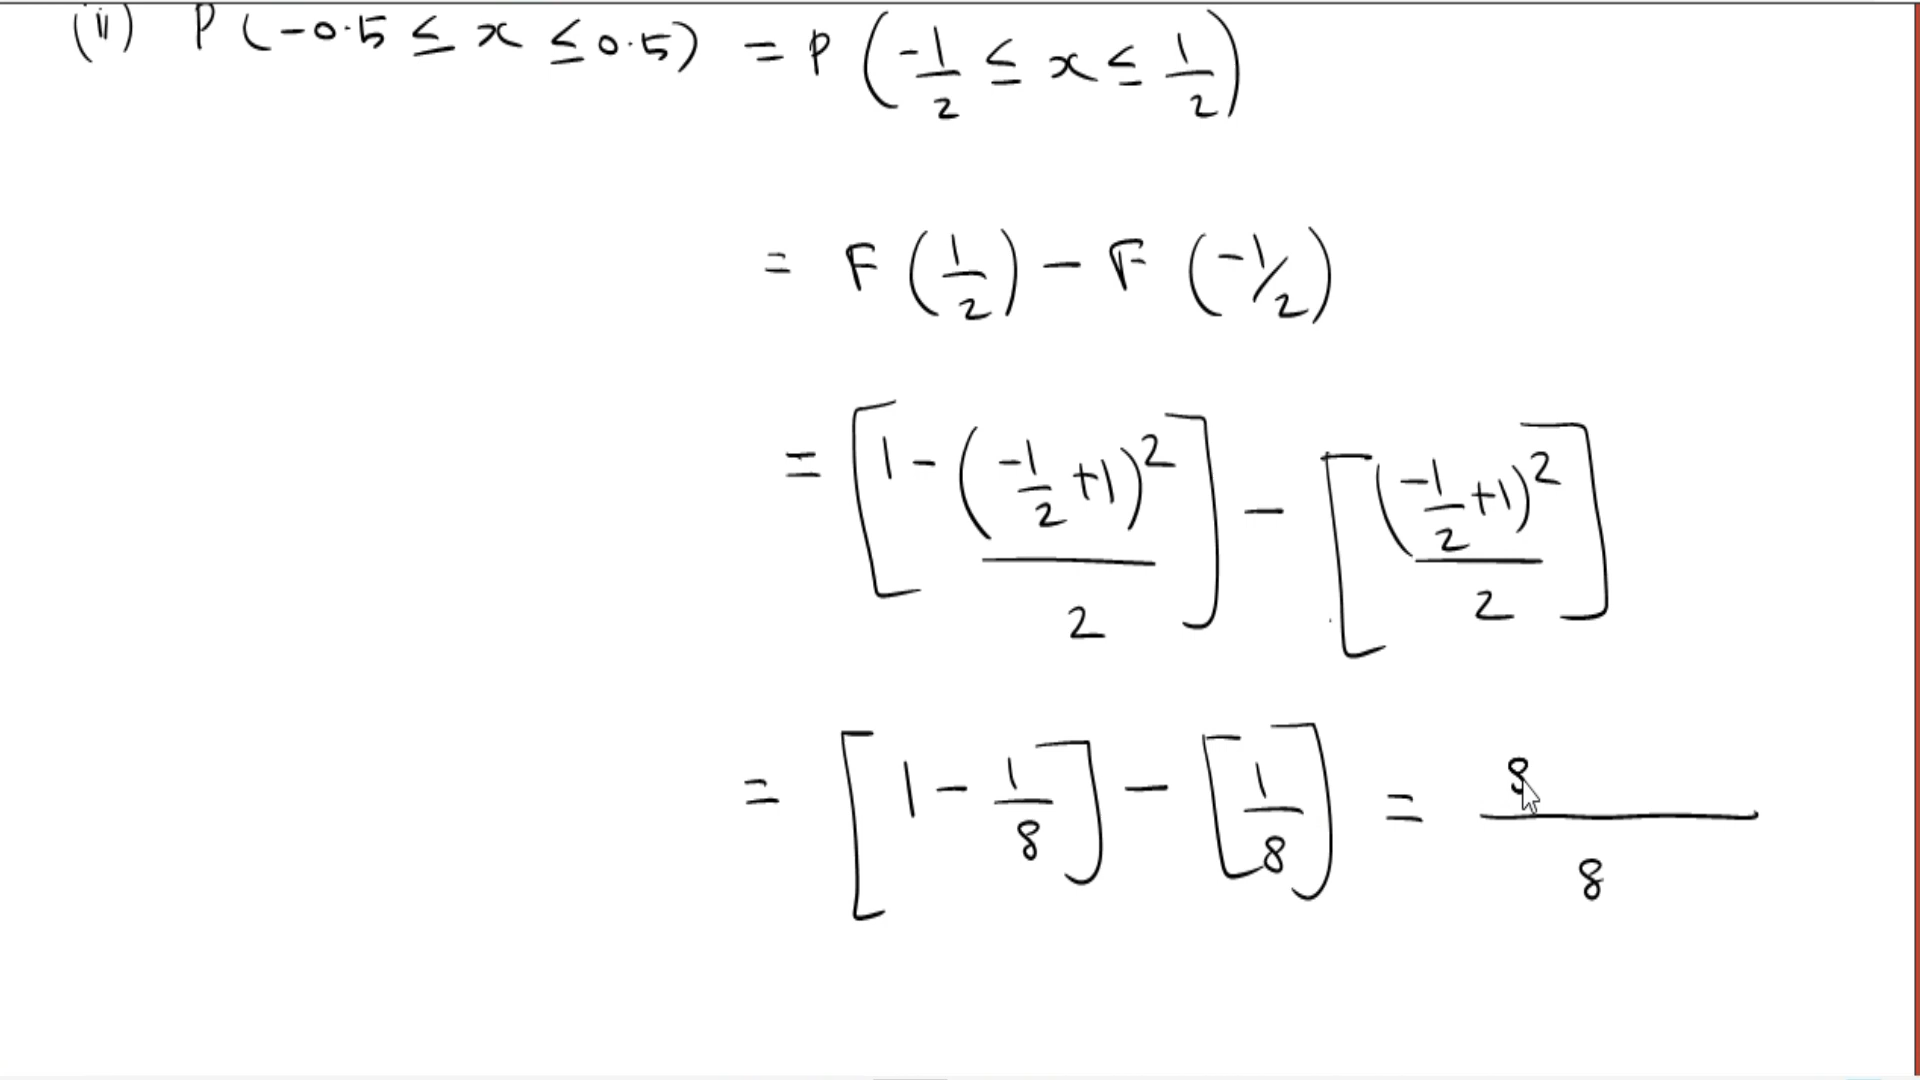 (ii) P(-0.5 ≤ x ≤ 0.5) = P(-1/2 ≤ x ≤ 1/2)
= F(1/2) - F(-1/2)
= [1 - (-1/2 + 1)²/2] - [(-1/2 + 1)²/2]
= [1 - 1/8] - [1/8] = 8/8